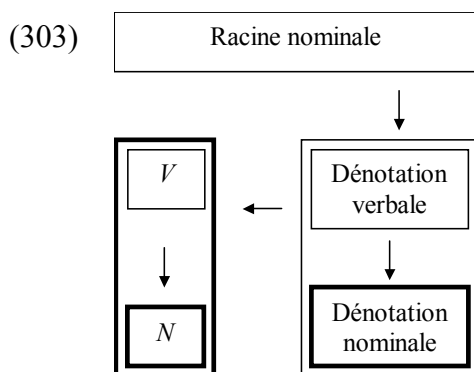 (303)
Racine nominale
V
Dénotation
verbale
N
Dénotation
nominale